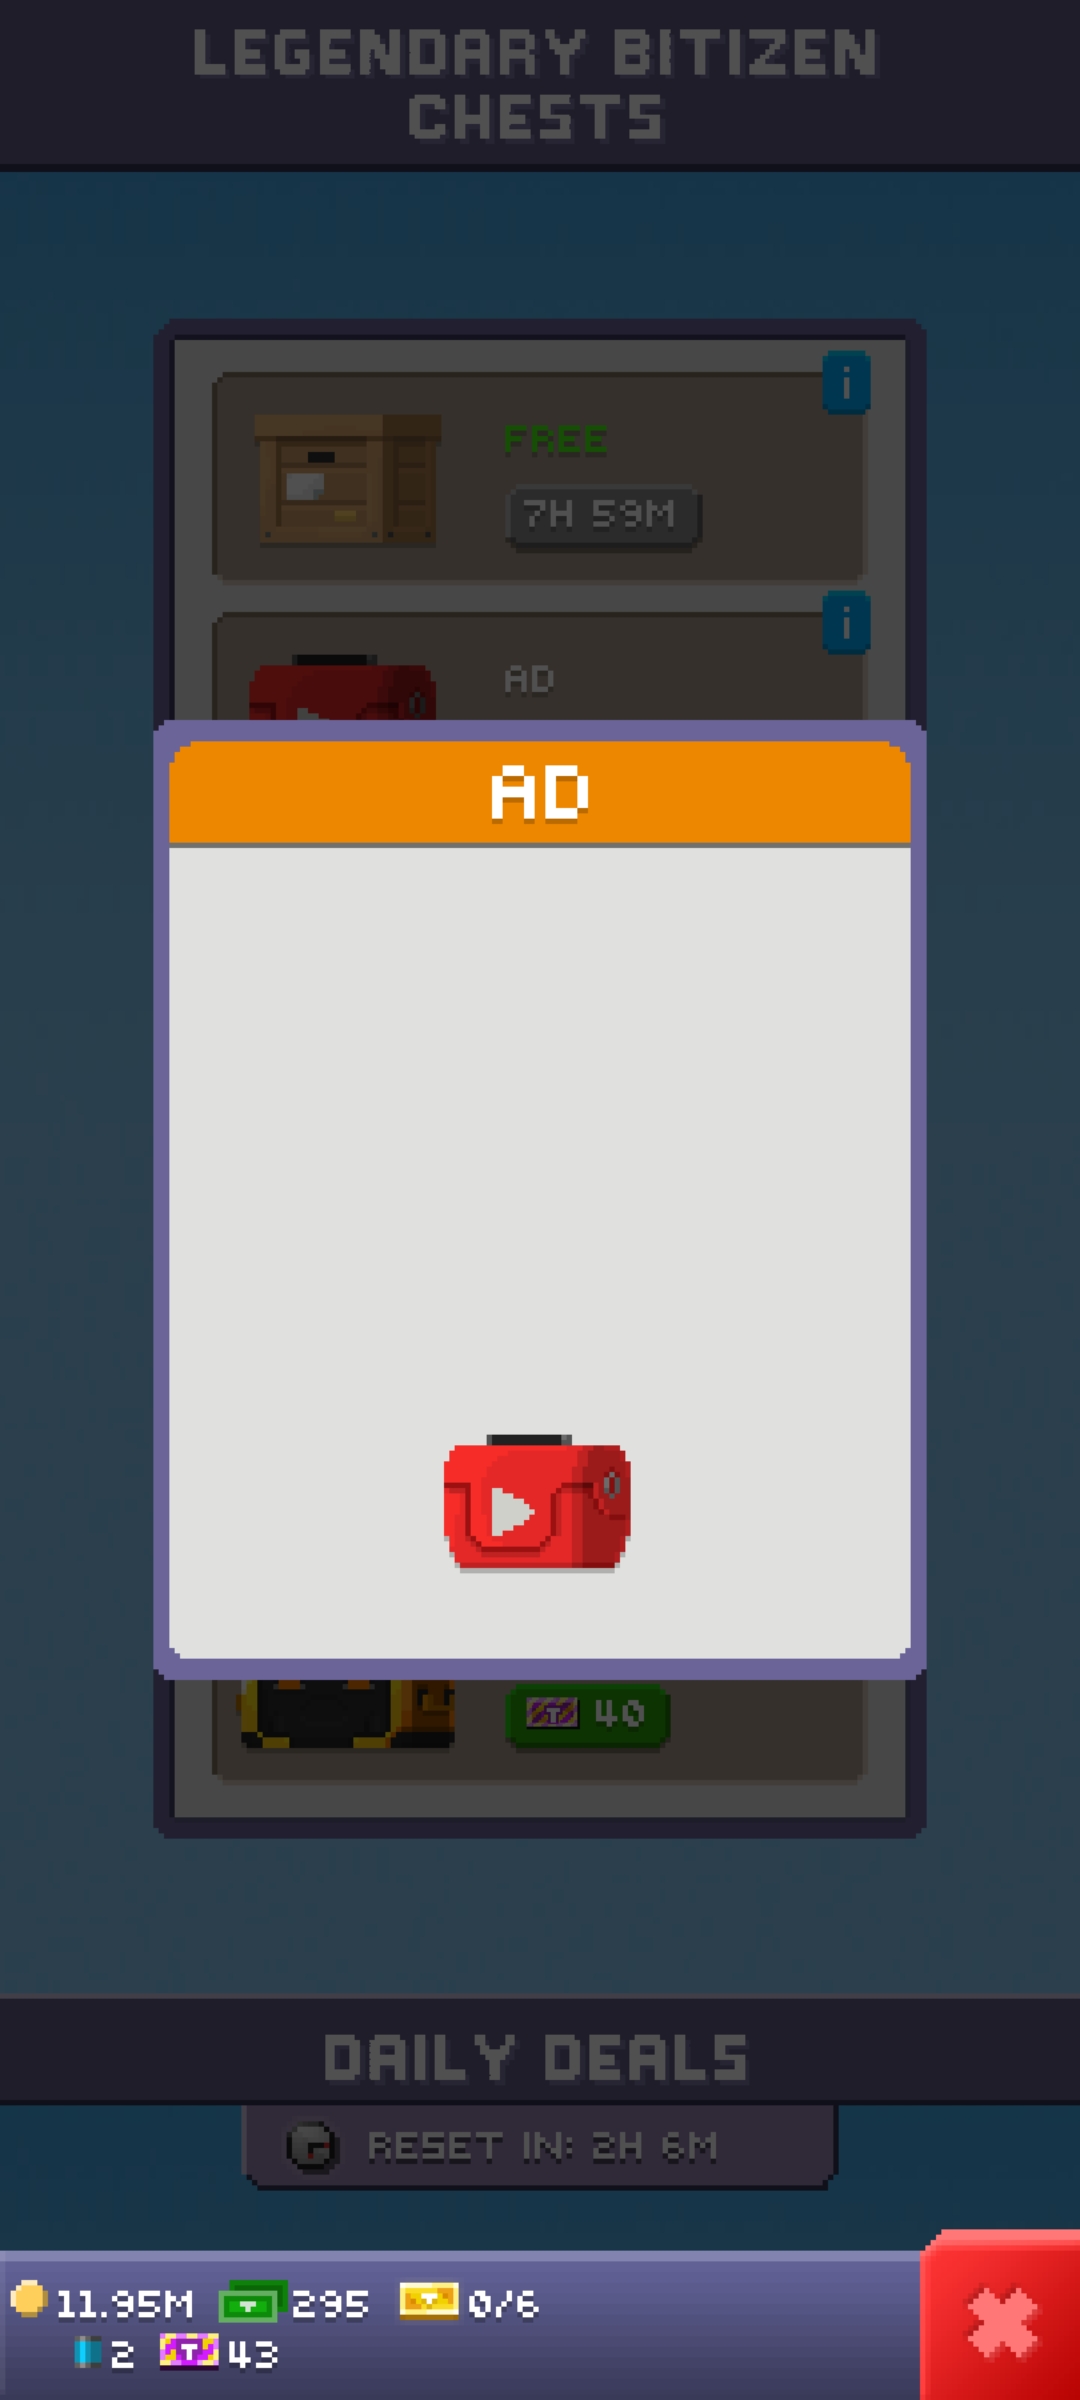 LEGENDARY BITIZEN
CHESTS
i
FREE
7H 59M
i
AD
AD
T 40
DAILY DEALS
RESET IN: 2H 6M
11.95M 295 0/6
2 T 43